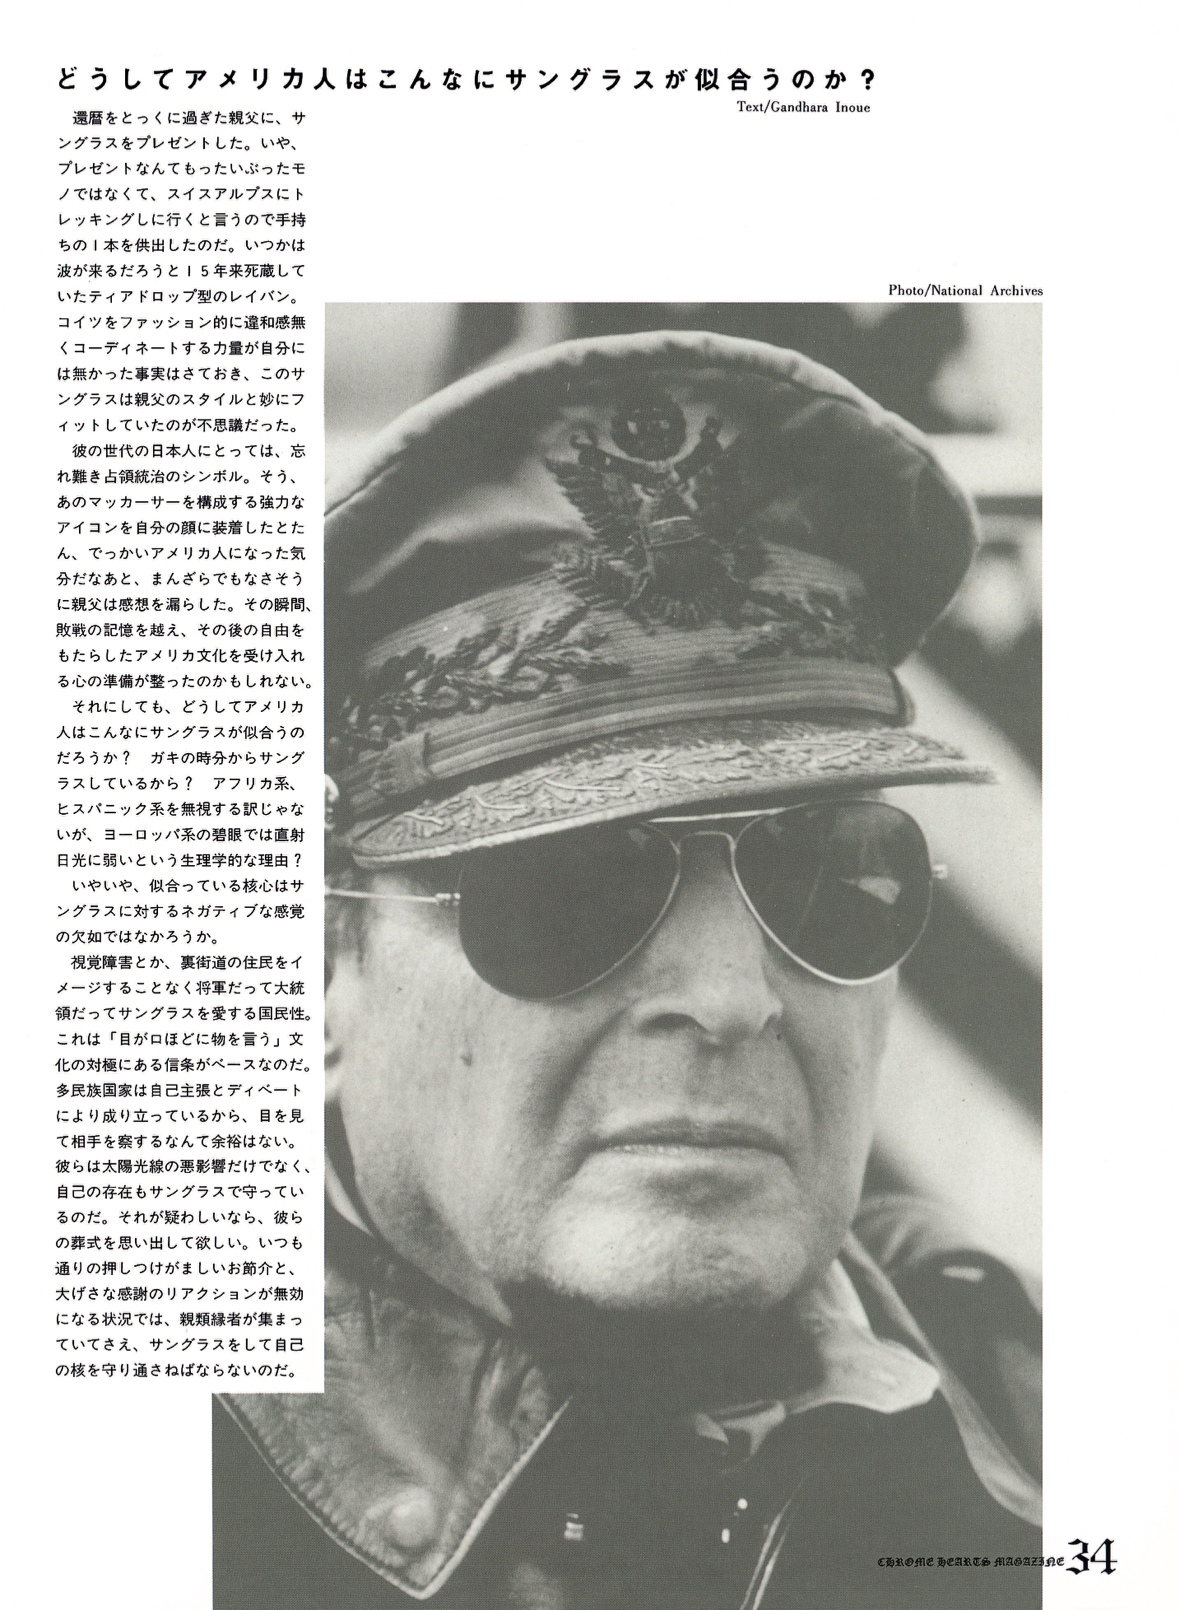 どうしてアメリカ人はこんなにサングラスが似合うのか?
Text/Gandhara Inoue
還暦をとっくに過ぎた親父に、サ
ングラスをプレゼントした。いや、
プレゼントなんてもったいぶったモ
ノではなくて、スイスアルプスにト
レッキングしに行くと言うので手持
ちの1本を供出したのだ。いつかは
波が来るだろうと15年来死蔵して
いたティアドロップ型のレイバン。
コイツをファッション的に違和感無
くコーディネートする力量が自分に
は無かった事実はさておき、このサ
ングラスは親父のスタイルと妙にフ
ィットしていたのが不思議だった。
彼の世代の日本人にとっては、忘
れ難き占領統治のシンボル。そう、
あのマッカーサーを構成する強力な
アイコンを自分の顔に装着したとた
ん、でっかいアメリカ人になった気
分だなあと、まんざらでもなさそう
に親父は感想を漏らした。その瞬間、
敗戦の記憶を越え、その後の自由を
もたらしたアメリカ文化を受け入れ
る心の準備が整ったのかもしれない。
それにしても、どうしてアメリカ
人はこんなにサングラスが似合うの
だろうか? ガキの時分からサング
ラスしているから? アフリカ系、
ヒスパニック系を無視する訳じゃな
いが、ヨーロッパ系の碧眼では直射
日光に弱いという生理学的な理由?
いやいや、似合っている核心はサ
ングラスに対するネガティブな感覚
の欠如ではなかろうか。
視覚障害とか、裏街道の住民をイ
メージすることなく将軍だって大統
領だってサングラスを愛する国民性。
これは「目が口ほどに物を言う」文
化の対極にある信条がベースなのだ。
多民族国家は自己主張とディベート
により成り立っているから、目を見
て相手を察するなんて余裕はない。
彼らは太陽光線の悪影響だけでなく、
自己の存在もサングラスで守ってい
るのだ。それが疑わしいなら、彼ら
の葬式を思い出して欲しい。いつも
通りの押しつけがましいお節介と、
大げさな感謝のリアクションが無効
になる状況では、親類縁者が集まっ
ていてさえ、サングラスをして自己
の核を守り通さねばならないのだ。
Photo/National Archives
CHROME HEARTS MAGAZINE 34